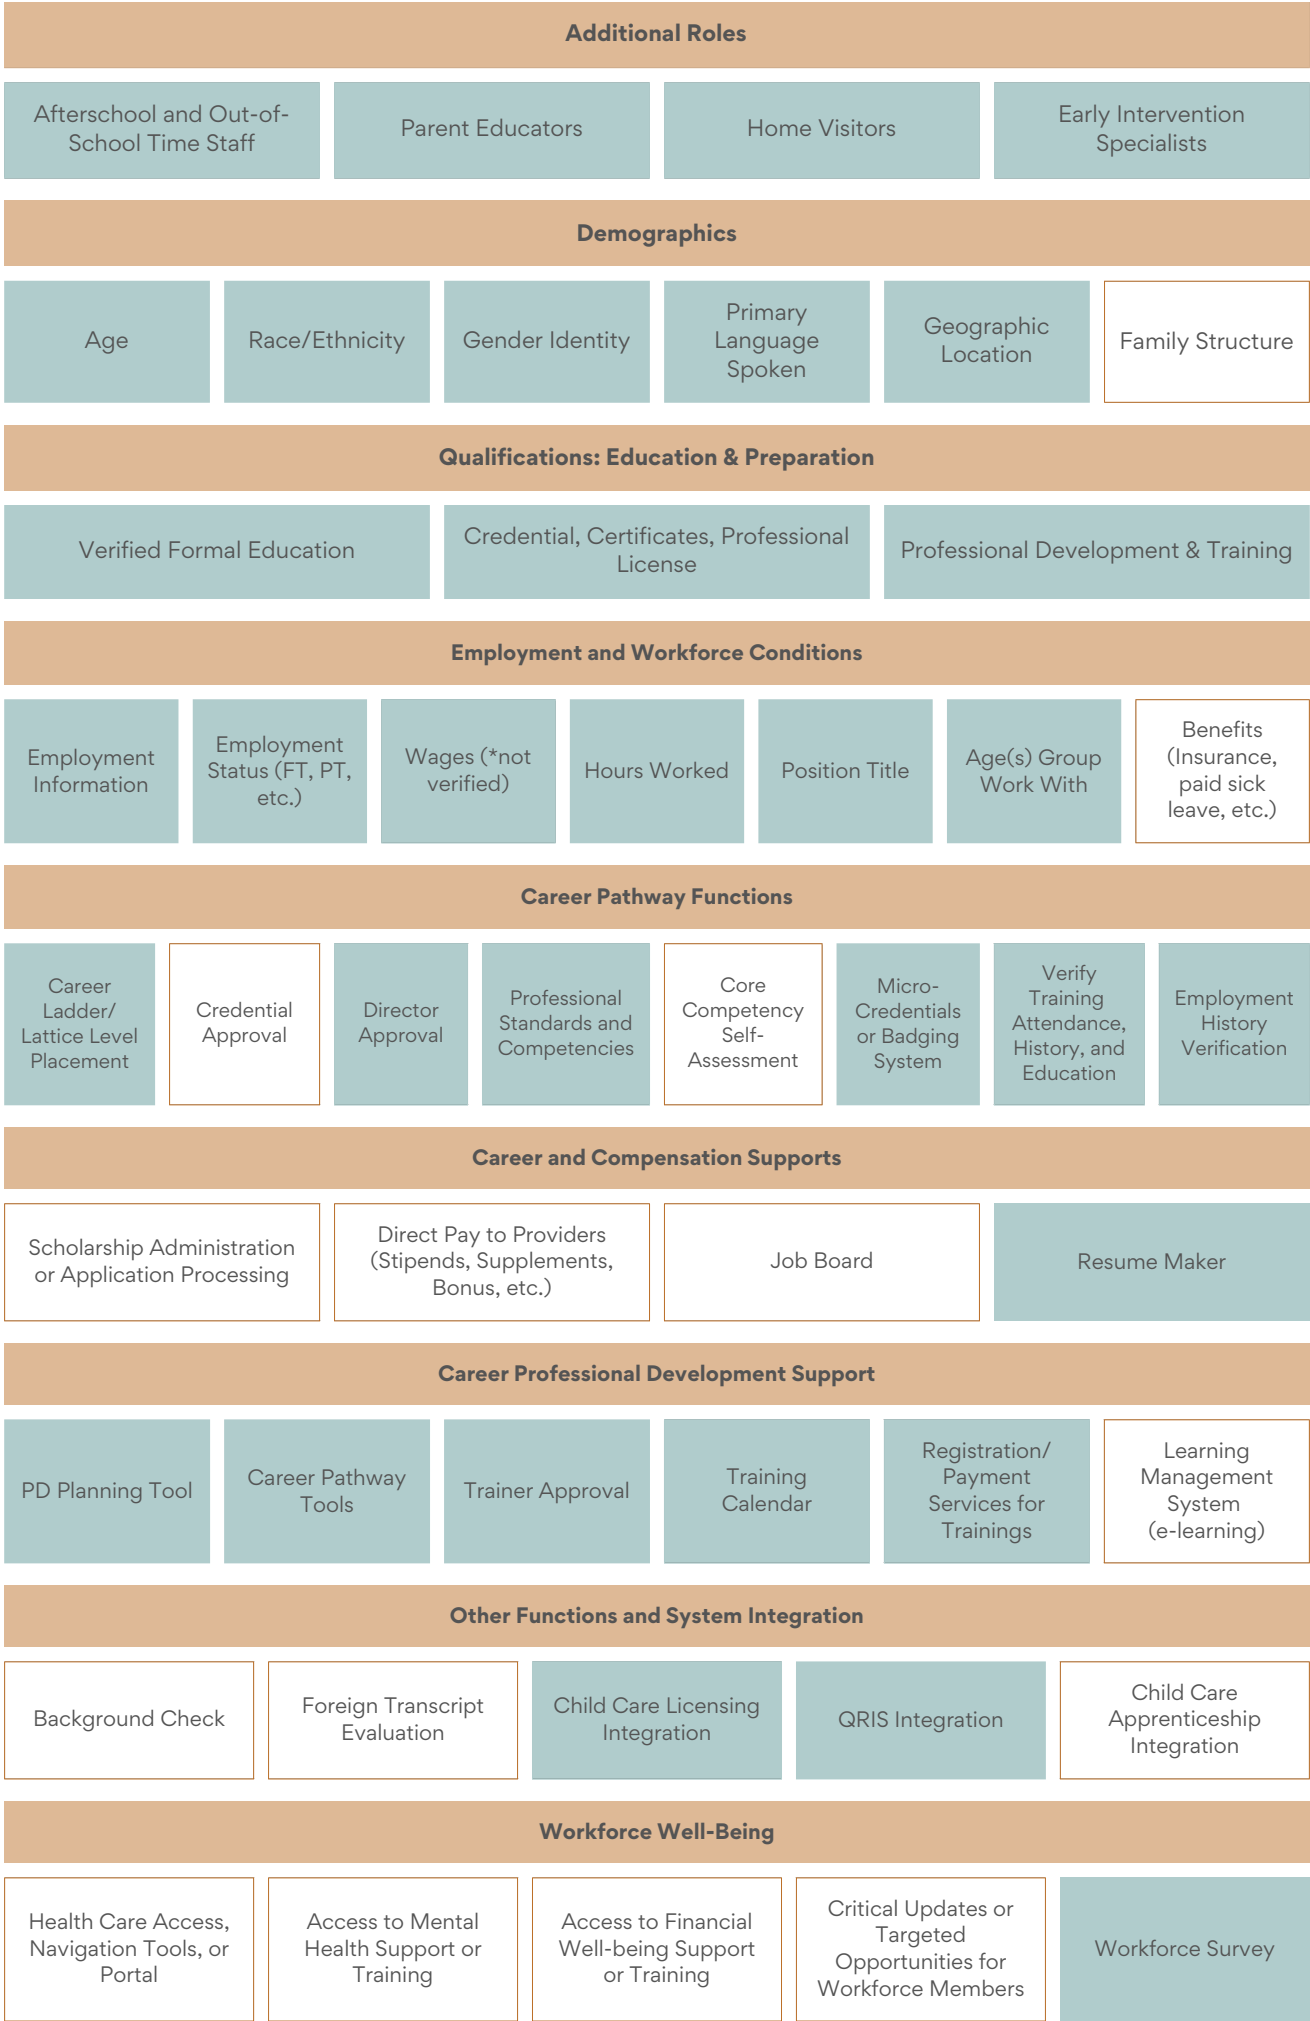 Additional Roles
Afterschool and Out-of-
School Time Staff
Parent Educators
Home Visitors
Early Intervention
Specialists
Demographics
Age
Race/Ethnicity
Gender Identity
Primary
Language
Spoken
Geographic
Location
Family Structure
Qualifications: Education & Preparation
Verified Formal Education
Credential, Certificates, Professional
License
Professional Development & Training
Employment and Workforce Conditions
Employment
Information
Employment
Status (FT, PT,
etc.)
Wages (*not
verified)
Hours Worked
Position Title
Age(s) Group
Work With
Benefits
(Insurance,
paid sick
leave, etc.)
Career Pathway Functions
Career
Ladder/
Lattice Level
Placement
Credential
Approval
Director
Approval
Professional
Standards and
Competencies
Core
Competency
Self-
Assessment
Micro-
Credentials
or Badging
System
Verify
Training
Attendance,
History, and
Education
Employment
History
Verification
Career and Compensation Supports
Scholarship Administration
or Application Processing
Direct Pay to Providers
(Stipends, Supplements,
Bonus, etc.)
Job Board
Resume Maker
Career Professional Development Support
PD Planning Tool
Career Pathway
Tools
Trainer Approval
Training
Calendar
Registration/
Payment
Services for
Trainings
Learning
Management
System
(e-learning)
Other Functions and System Integration
Background Check
Foreign Transcript
Evaluation
Child Care Licensing
Integration
QRIS Integration
Child Care
Apprenticeship
Integration
Workforce Well-Being
Health Care Access,
Navigation Tools, or
Portal
Access to Mental
Health Support or
Training
Access to Financial
Well-being Support
or Training
Critical Updates or
Targeted
Opportunities for
Workforce Members
Workforce Survey